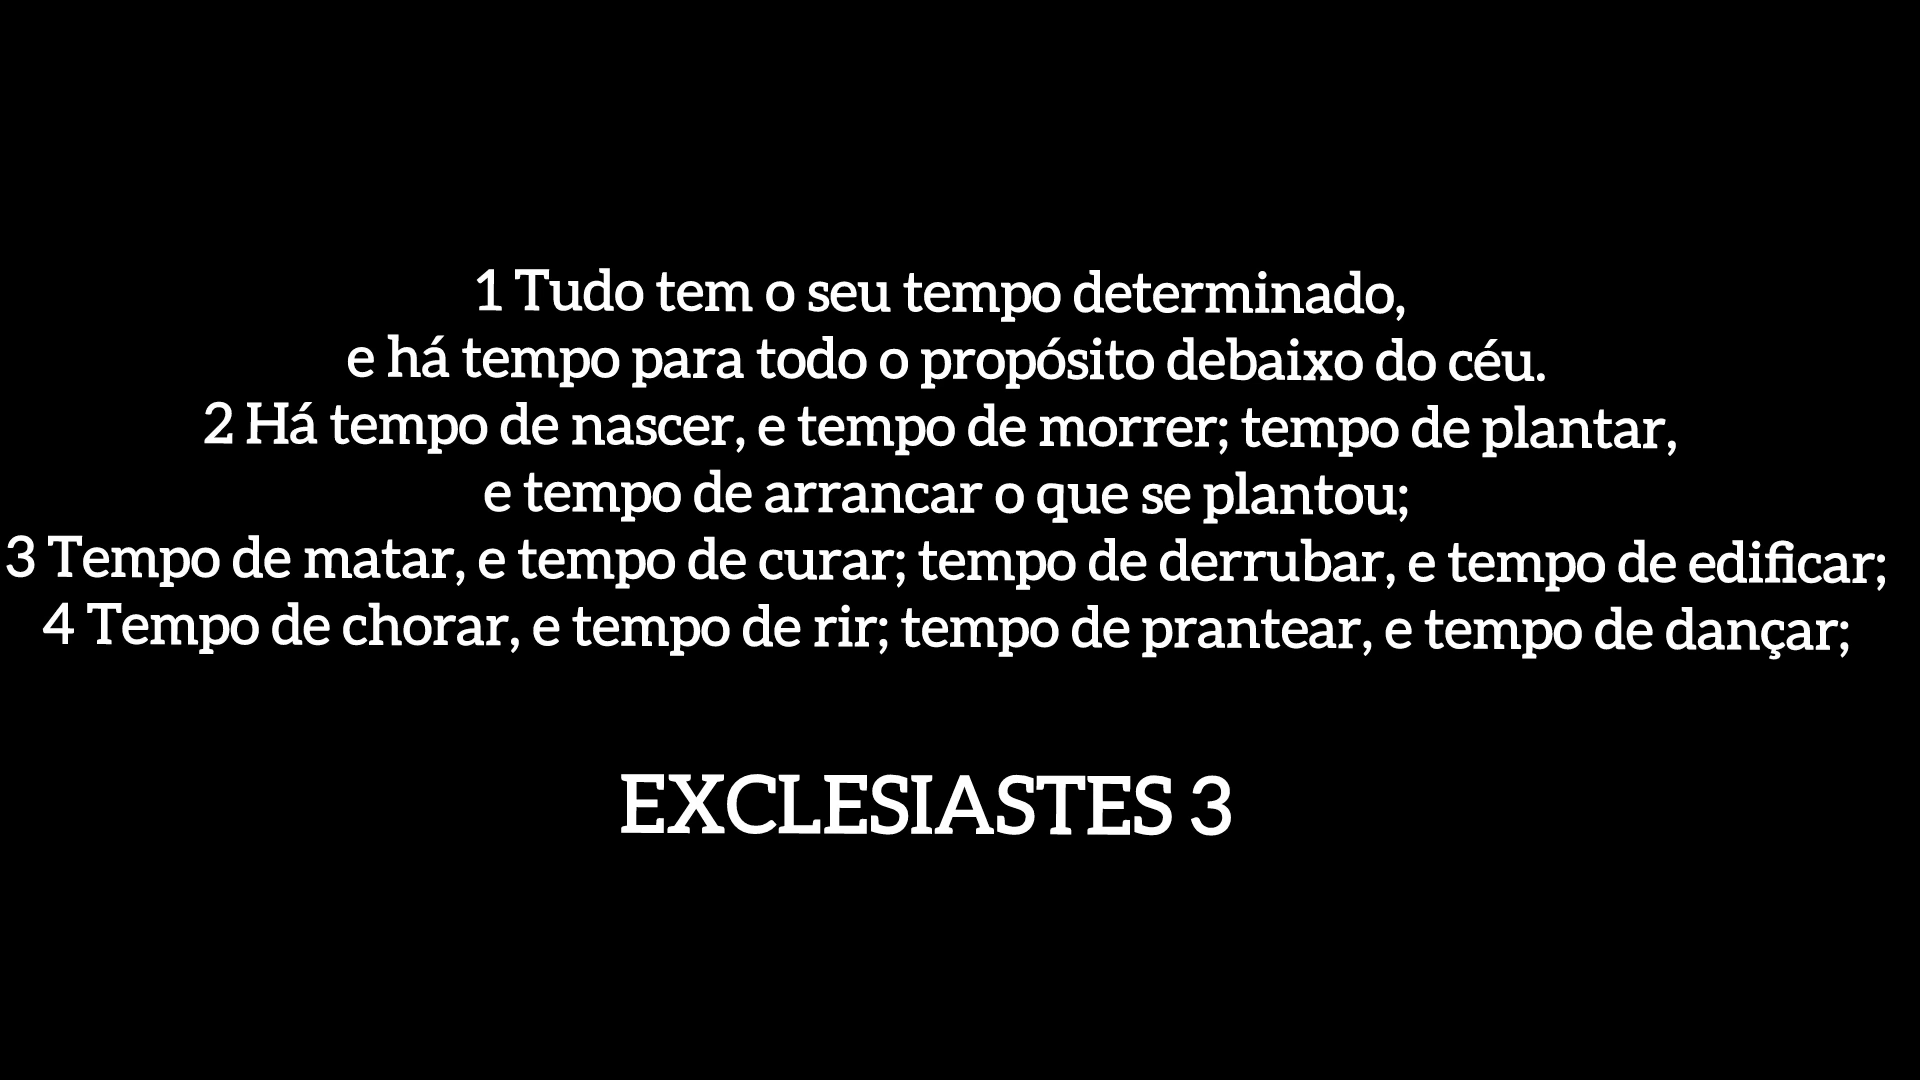 1 Tudo tem o seu tempo determinado,
e há tempo para todo o propósito debaixo do céu.
2 Há tempo de nascer, e tempo de morrer; tempo de plantar,
e tempo de arrancar o que se plantou;
3 Tempo de matar, e tempo de curar; tempo de derrubar, e tempo de edificar;
4 Tempo de chorar, e tempo de rir; tempo de prantear, e tempo de dançar;
EXCLESIASTES 3